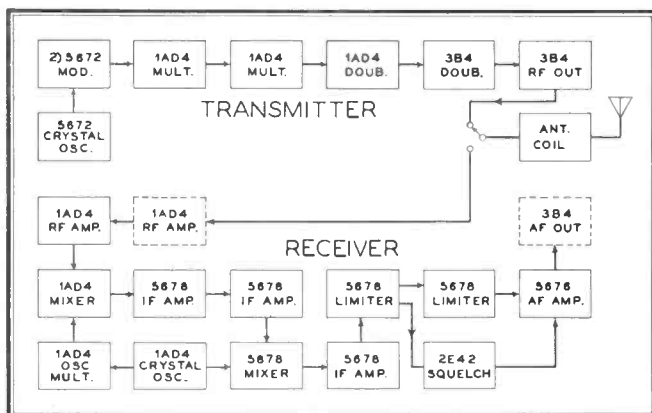 2) 5672
MOD.
1AD4
MULT.
1AD4
MULT.
1AD4
DOUB.
3B4
DOUB.
3B4
RF OUT
TRANSMITTER
5672
CRYSTAL
OSC.
ANT.
COIL
1AD4
RF AMP.
1AD4
RF AMP.
3B4
AF OUT
RECEIVER
1AD4
MIXER
5678
IF AMP.
5678
IF AMP.
5678
LIMITER
5678
LIMITER
5676
AF AMP.
1AD4
OSC
MULT.
1AD4
CRYSTAL
OSC.
5678
MIXER
5678
IF AMP.
2E42
SQUELCH